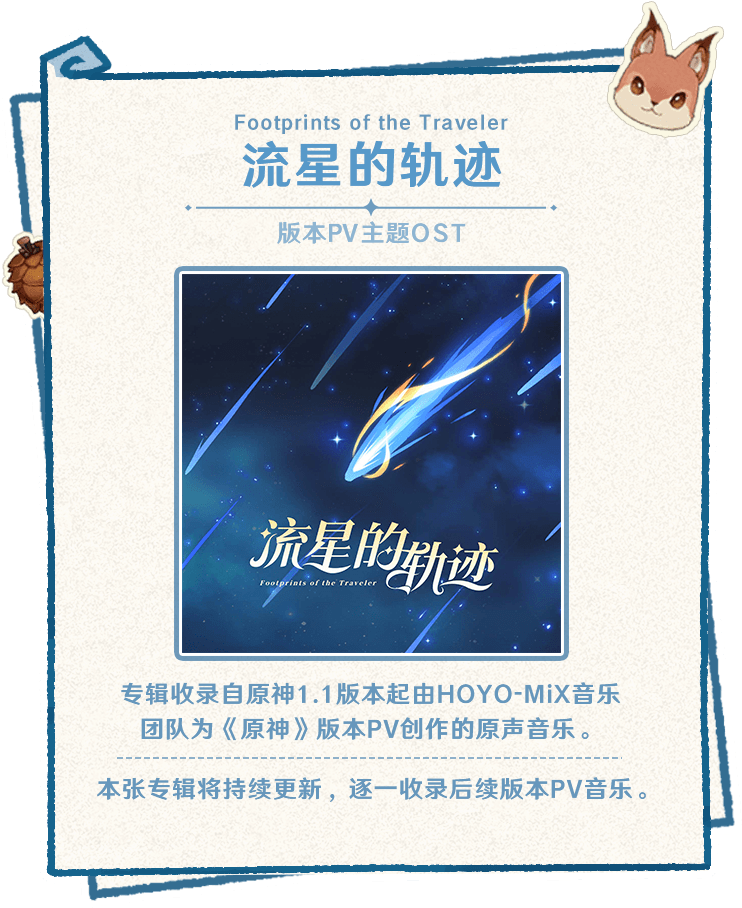 Footprints of the Traveler
流星的轨迹
版本PV主题OST
流星的轨迹
Footprints of the Traveler
专辑收录自原神1.1版本起由HOYO-MiX音乐
团队为《原神》版本PV创作的原声音乐。
本张专辑将持续更新，逐一收录后续版本PV音乐。